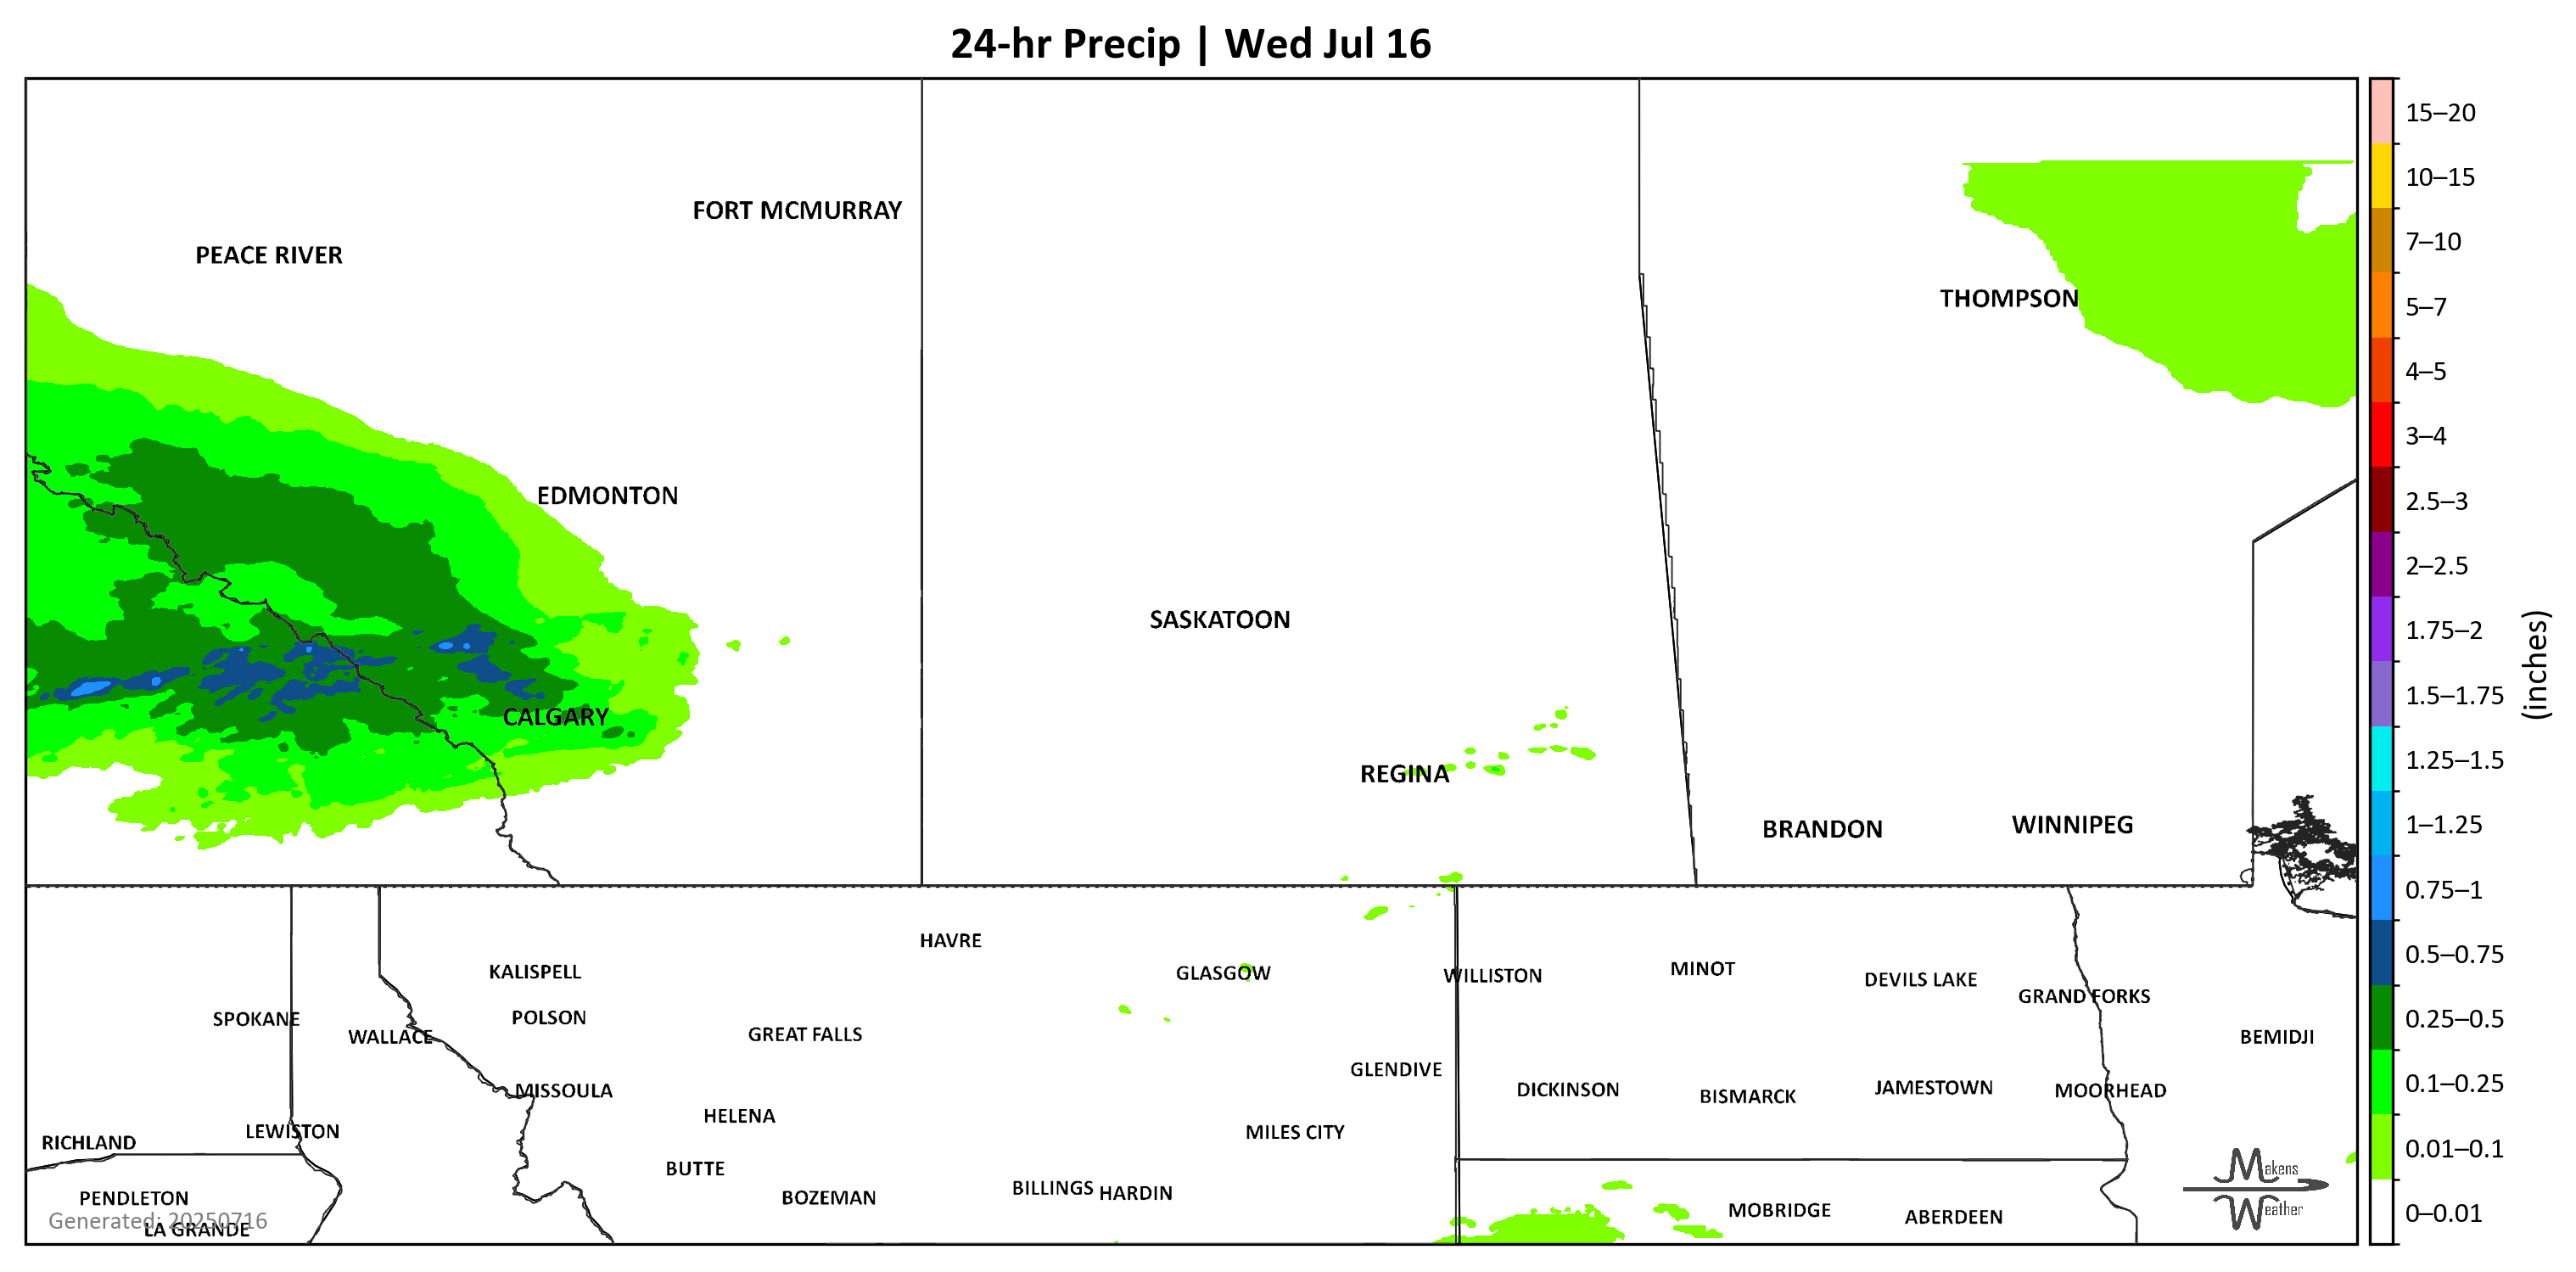 24-hr Precip | Wed Jul 16
FORT MCMURRAY
PEACE RIVER
THOMPSON
EDMONTON
SASKATOON
CALGARY
REGINA
BRANDON
WINNIPEG
HAVRE
KALISPELL
GLASGOW
WILLISTON
MINOT
DEVILS LAKE
GRAND FORKS
SPOKANE
POLSON
WALLACE
GREAT FALLS
BEMIDJI
GLENDIVE
MISSOULA
DICKINSON
BISMARCK
JAMESTOWN
MOORHEAD
HELENA
LEWISTON
MILES CITY
RICHLAND
BUTTE
BILLINGS
HARDIN
PENDLETON
BOZEMAN
MOBRIDGE
ABERDEEN
Generated: 20250716
LA GRANDE
Makens
Weather
15–20
10–15
7–10
5–7
4–5
3–4
2.5–3
2–2.5
1.75–2
1.5–1.75
1.25–1.5
1–1.25
0.75–1
0.5–0.75
0.25–0.5
0.1–0.25
0.01–0.1
0–0.01
(inches)